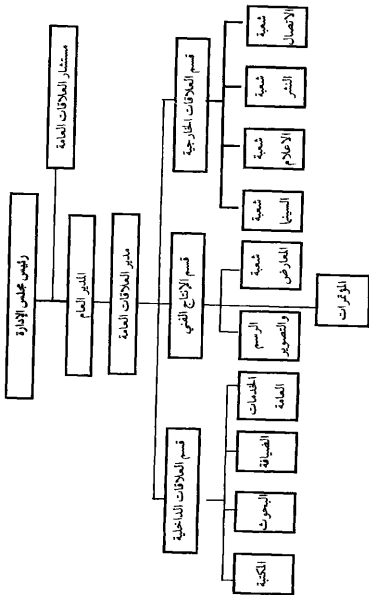 رئيس مجلس الإدارة
مستشار العلاقات العامة
المدير العام
مدير العلاقات العامة
قسم العلاقات الخارجية
قسم الإنتاج الفني
قسم العلاقات الداخلية
شعبة
الاتصال
شعبة
النشر
شعبة
الاعلام
شعبة
السينما
شعبة
المعارض
الرسم
والتصوير
المؤتمرات
الخدمات
العامة
الضيافة
البحوث
المكتبة